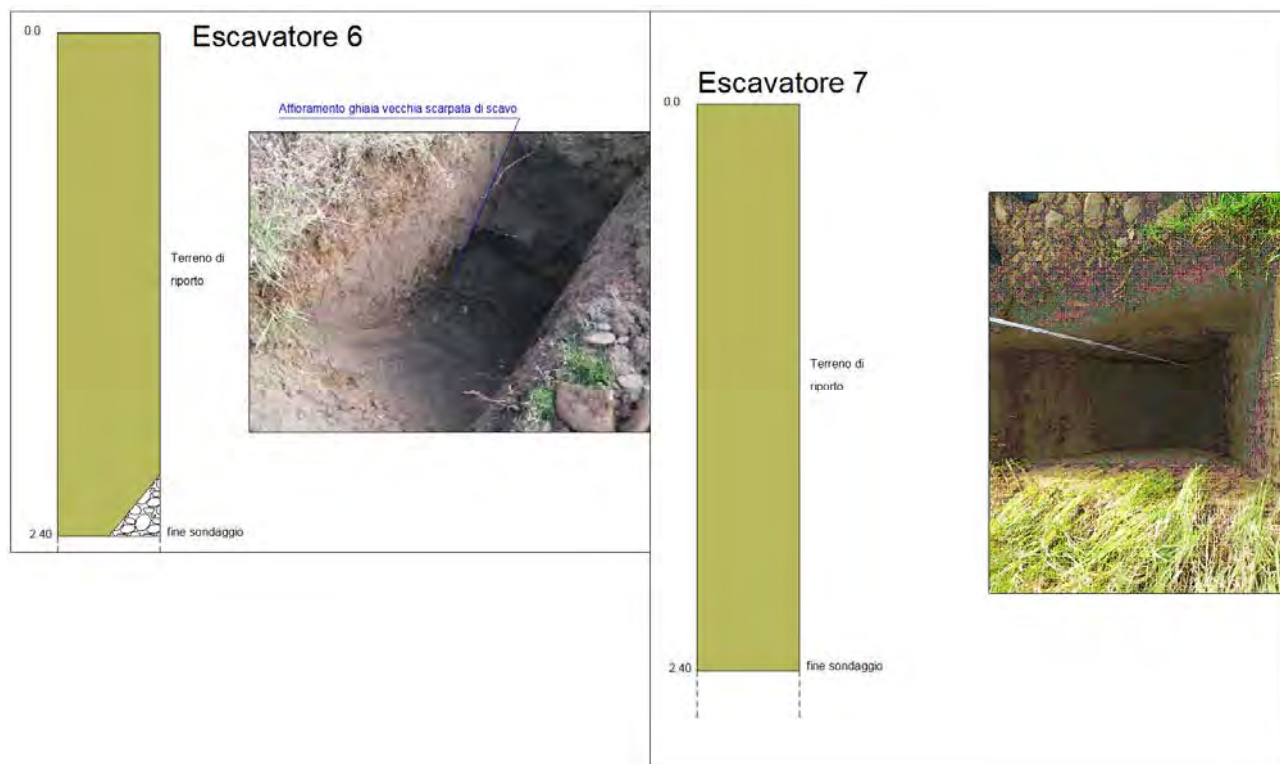 0.0
Escavatore 6
Affioramento ghiaia vecchia scarpata di scavo
Terreno di
riporto
2.40
fine sondaggio
Escavatore 7
0.0
Terreno di
riporto
2.40
fine sondaggio